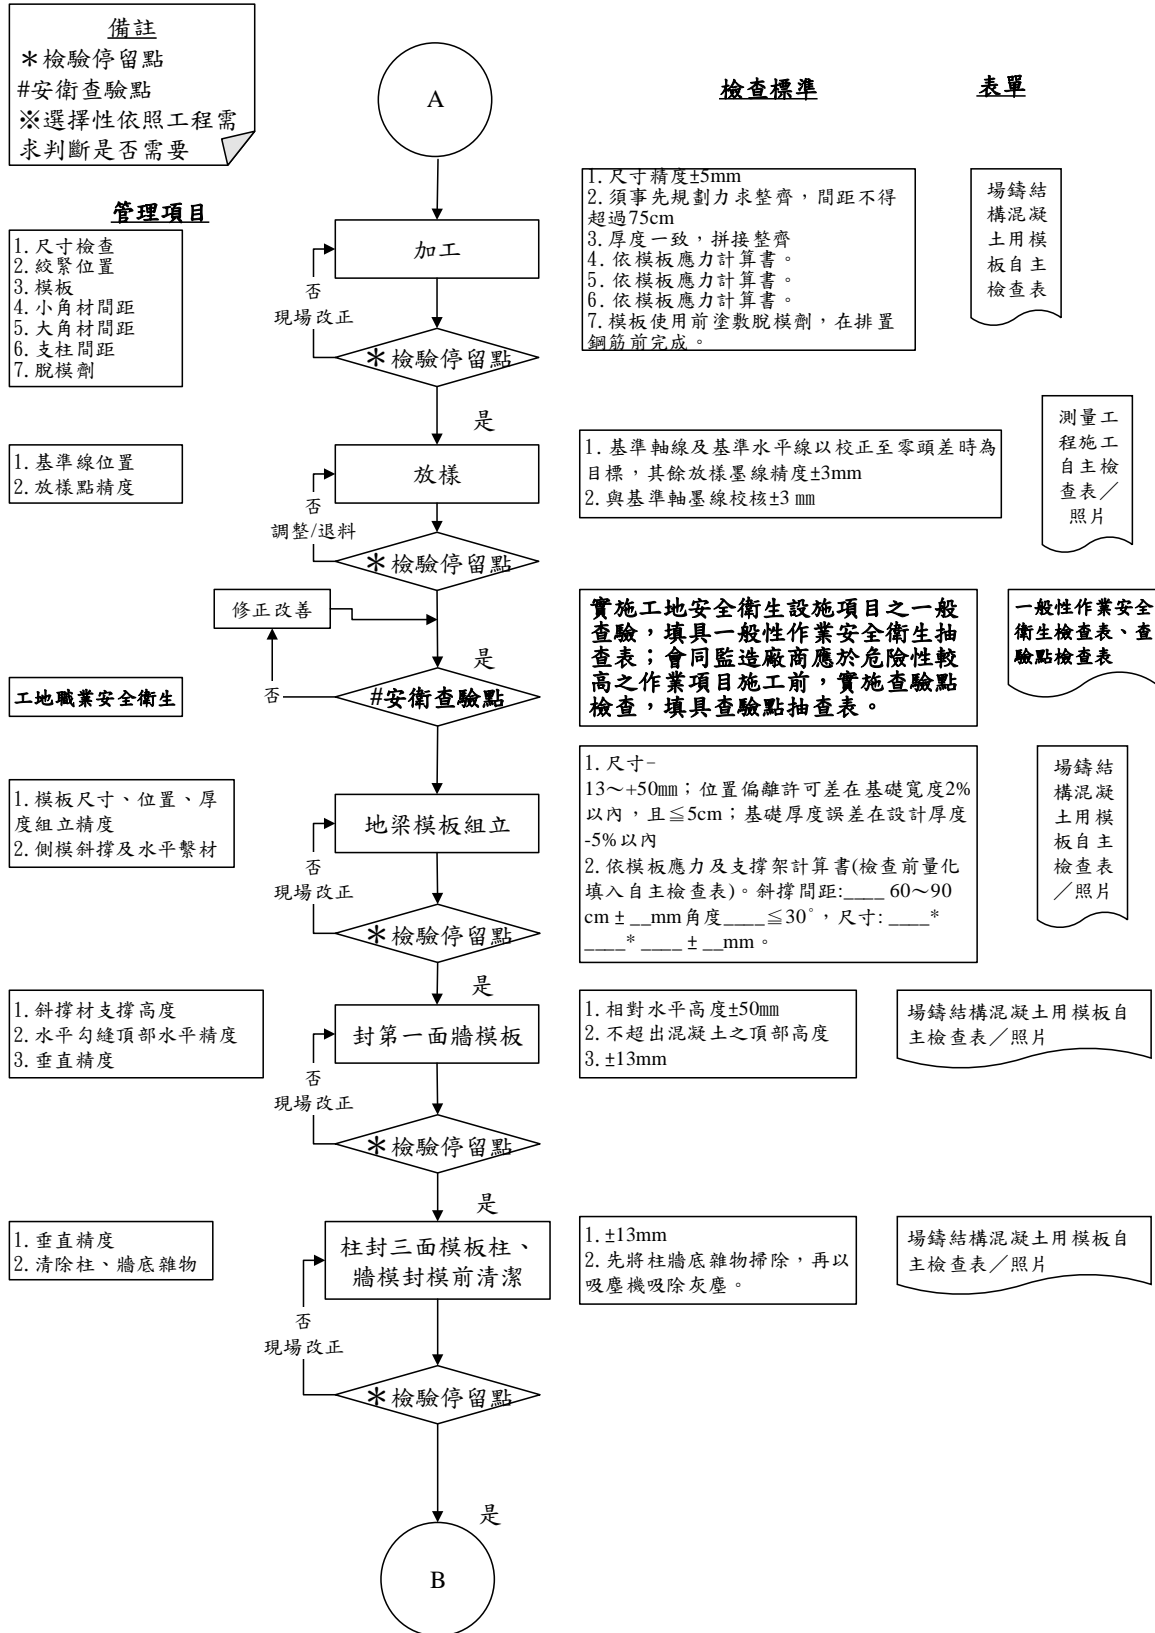 備註
＊檢驗停留點
#安衛查驗點
※選擇性依照工程需
求判斷是否需要
A
檢查標準
表單
管理項目
1. 尺寸檢查
2. 絞緊位置
3. 模板
4. 小角材間距
5. 大角材間距
6. 支柱間距
7. 脫模劑
加工
否
現場改正
＊檢驗停留點
是
1. 尺寸精度±5mm
2. 須事先規劃力求整齊，間距不得
超過75cm
3. 厚度一致，拼接整齊
4. 依模板應力計算書。
5. 依模板應力計算書。
6. 依模板應力計算書。
7. 模板使用前塗敷脫模劑，在排置
鋼筋前完成。
場鑄結
構混凝
土用模
板自主
檢查表
1. 基準線位置
2. 放樣點精度
放樣
否
調整/退料
＊檢驗停留點
是
1. 基準軸線及基準水平線以校正至零頭差時為
目標，其餘放樣墨線精度±3mm
2. 與基準軸墨線校核±3 mm
測量工
程施工
自主檢
查表／
照片
修正改善
否
工地職業安全衛生
#安衛查驗點
實施工地安全衛生設施項目之一般
查驗，填具一般性作業安全衛生抽
查表；會同監造廠商應於危險性較
高之作業項目施工前，實施查驗點
檢查，填具查驗點抽查表。
一般性作業安全
衛生檢查表、查
驗點檢查表
1. 模板尺寸、位置、厚
度組立精度
2. 側模斜撐及水平繫材
地梁模板組立
否
現場改正
＊檢驗停留點
是
1. 尺寸-
13～+50mm；位置偏離許可差在基礎寬度2%
以內，且≦5cm；基礎厚度誤差在設計厚度
-5%以內
2. 依模板應力及支撐架計算書(檢查前量化
填入自主檢查表)。斜撐間距:____ 60～90
cm ± __mm角度____≦30°，尺寸: ____*
____* ____ ± __mm。
場鑄結
構混凝
土用模
板自主
檢查表
／照片
1. 斜撐材支撐高度
2. 水平勾縫頂部水平精度
3. 垂直精度
封第一面牆模板
否
現場改正
＊檢驗停留點
是
1. 相對水平高度±50mm
2. 不超出混凝土之頂部高度
3. ±13mm
場鑄結構混凝土用模板自
主檢查表／照片
1. 垂直精度
2. 清除柱、牆底雜物
柱封三面模板柱、
牆模封模前清潔
否
現場改正
＊檢驗停留點
是
1. ±13mm
2. 先將柱牆底雜物掃除，再以
吸塵機吸除灰塵。
場鑄結構混凝土用模板自
主檢查表／照片
B